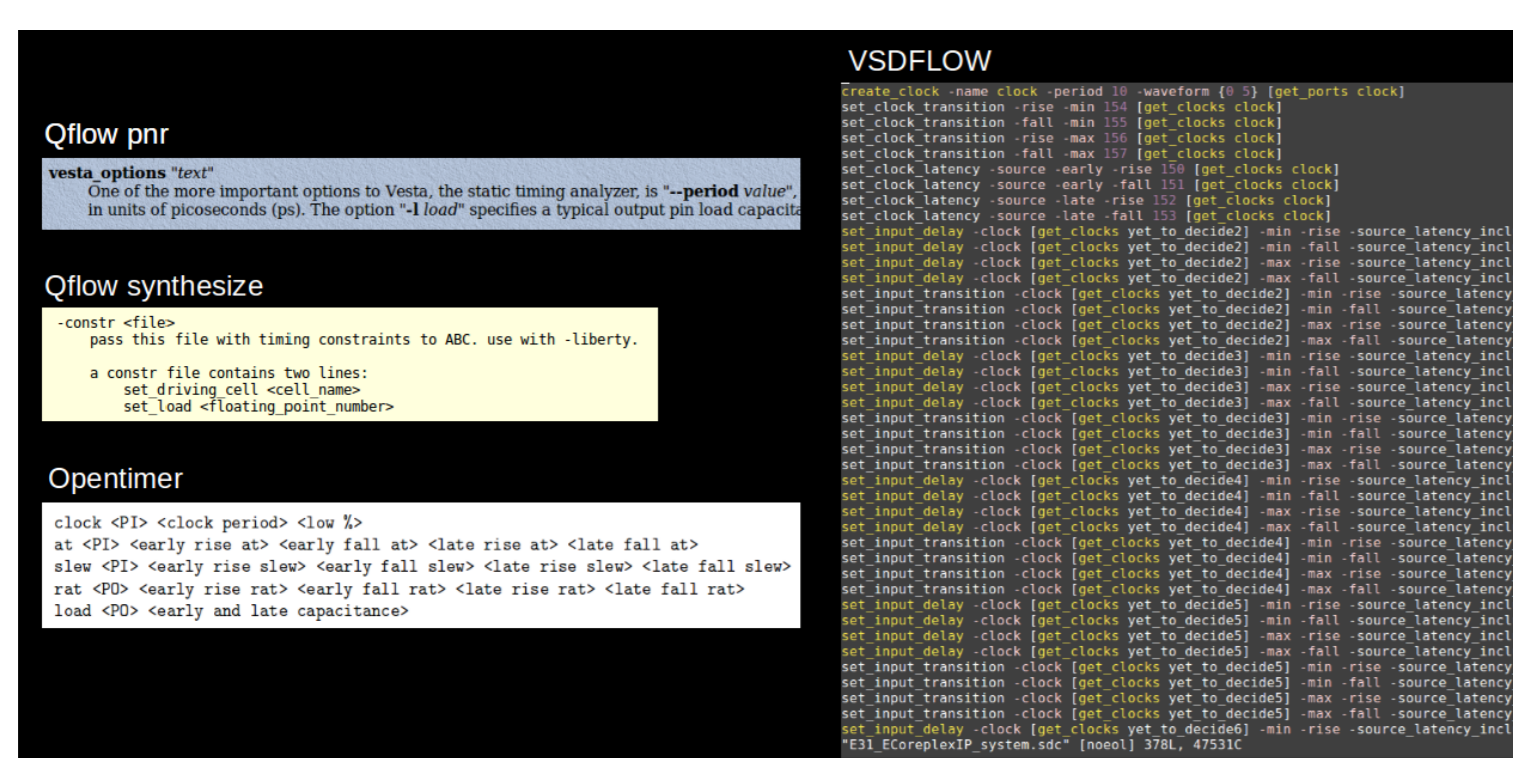 Qflow pnr
vesta_options "text"
One of the more important options to Vesta, the static timing analyzer, is "--period value",
in units of picoseconds (ps). The option "-l load" specifies a typical output pin load capacita
Qflow synthesize
-constr <file>
pass this file with timing constraints to ABC. use with -liberty.
a constr file contains two lines:
set_driving_cell <cell_name>
set_load <floating_point_number>
Opentimer
clock <PI> <clock period> <low %>
at <PI> <early rise at> <early fall at> <late rise at> <late fall at>
slew <PI> <early rise slew> <early fall slew> <late rise slew> <late fall slew>
rat <PO> <early rise rat> <early fall rat> <late rise rat> <late fall rat>
load <PO> <early and late capacitance>
VSDFLOW
create_clock -name clock -period 10 -waveform {0 5} [get_ports clock]
set_clock_transition -rise -min 154 [get_clocks clock]
set_clock_transition -fall -min 155 [get_clocks clock]
set_clock_transition -rise -max 156 [get_clocks clock]
set_clock_transition -fall -max 157 [get_clocks clock]
set_clock_latency -source -early -rise 150 [get_clocks clock]
set_clock_latency -source -early -fall 151 [get_clocks clock]
set_clock_latency -source -late -rise 152 [get_clocks clock]
set_clock_latency -source -late -fall 153 [get_clocks clock]
set_input_delay -clock [get_clocks yet_to_decide2] -min -rise -source_latency_incl
set_input_delay -clock [get_clocks yet_to_decide2] -min -fall -source_latency_incl
set_input_delay -clock [get_clocks yet_to_decide2] -max -rise -source_latency_incl
set_input_delay -clock [get_clocks yet_to_decide2] -max -fall -source_latency_incl
set_input_transition -clock [get_clocks yet_to_decide2] -min -rise -source_latency_
set_input_transition -clock [get_clocks yet_to_decide2] -min -fall -source_latency_
set_input_transition -clock [get_clocks yet_to_decide2] -max -rise -source_latency_
set_input_transition -clock [get_clocks yet_to_decide2] -max -fall -source_latency_
set_input_delay -clock [get_clocks yet_to_decide3] -min -rise -source_latency_incl
set_input_delay -clock [get_clocks yet_to_decide3] -min -fall -source_latency_incl
set_input_delay -clock [get_clocks yet_to_decide3] -max -rise -source_latency_incl
set_input_delay -clock [get_clocks yet_to_decide3] -max -fall -source_latency_incl
set_input_transition -clock [get_clocks yet_to_decide3] -min -rise -source_latency_
set_input_transition -clock [get_clocks yet_to_decide3] -min -fall -source_latency_
set_input_transition -clock [get_clocks yet_to_decide3] -max -rise -source_latency_
set_input_transition -clock [get_clocks yet_to_decide3] -max -fall -source_latency_
set_input_delay -clock [get_clocks yet_to_decide4] -min -rise -source_latency_incl
set_input_delay -clock [get_clocks yet_to_decide4] -min -fall -source_latency_incl
set_input_delay -clock [get_clocks yet_to_decide4] -max -rise -source_latency_incl
set_input_delay -clock [get_clocks yet_to_decide4] -max -fall -source_latency_incl
set_input_transition -clock [get_clocks yet_to_decide4] -min -rise -source_latency_
set_input_transition -clock [get_clocks yet_to_decide4] -min -fall -source_latency_
set_input_transition -clock [get_clocks yet_to_decide4] -max -rise -source_latency_
set_input_transition -clock [get_clocks yet_to_decide4] -max -fall -source_latency_
set_input_delay -clock [get_clocks yet_to_decide5] -min -rise -source_latency_incl
set_input_delay -clock [get_clocks yet_to_decide5] -min -fall -source_latency_incl
set_input_delay -clock [get_clocks yet_to_decide5] -max -rise -source_latency_incl
set_input_delay -clock [get_clocks yet_to_decide5] -max -fall -source_latency_incl
set_input_transition -clock [get_clocks yet_to_decide5] -min -rise -source_latency_
set_input_transition -clock [get_clocks yet_to_decide5] -min -fall -source_latency_
set_input_transition -clock [get_clocks yet_to_decide5] -max -rise -source_latency_
set_input_transition -clock [get_clocks yet_to_decide5] -max -fall -source_latency_
set_input_delay -clock [get_clocks yet_to_decide6] -min -rise -source_latency_incl
"E31_ECoreplexIP_system.sdc" [noeol] 378L, 47531C